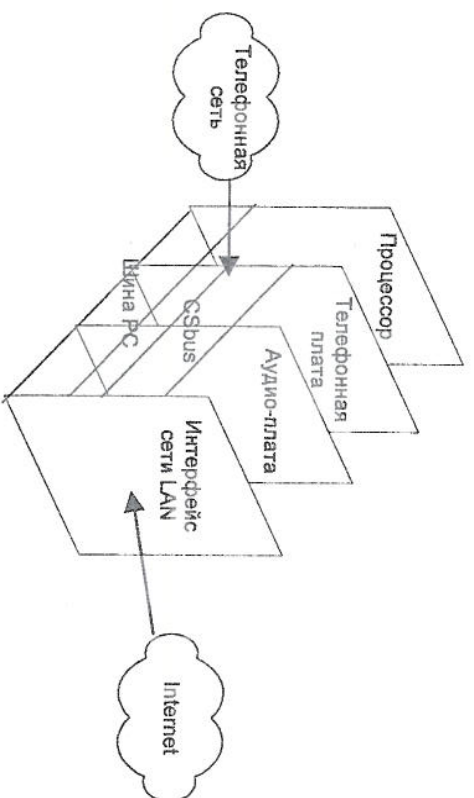 Телефонная
сеть
Процессор
Телефонная
плата
Аудио-плата
Интерфейс
сети LAN
CSbus
Шина PC
Internet